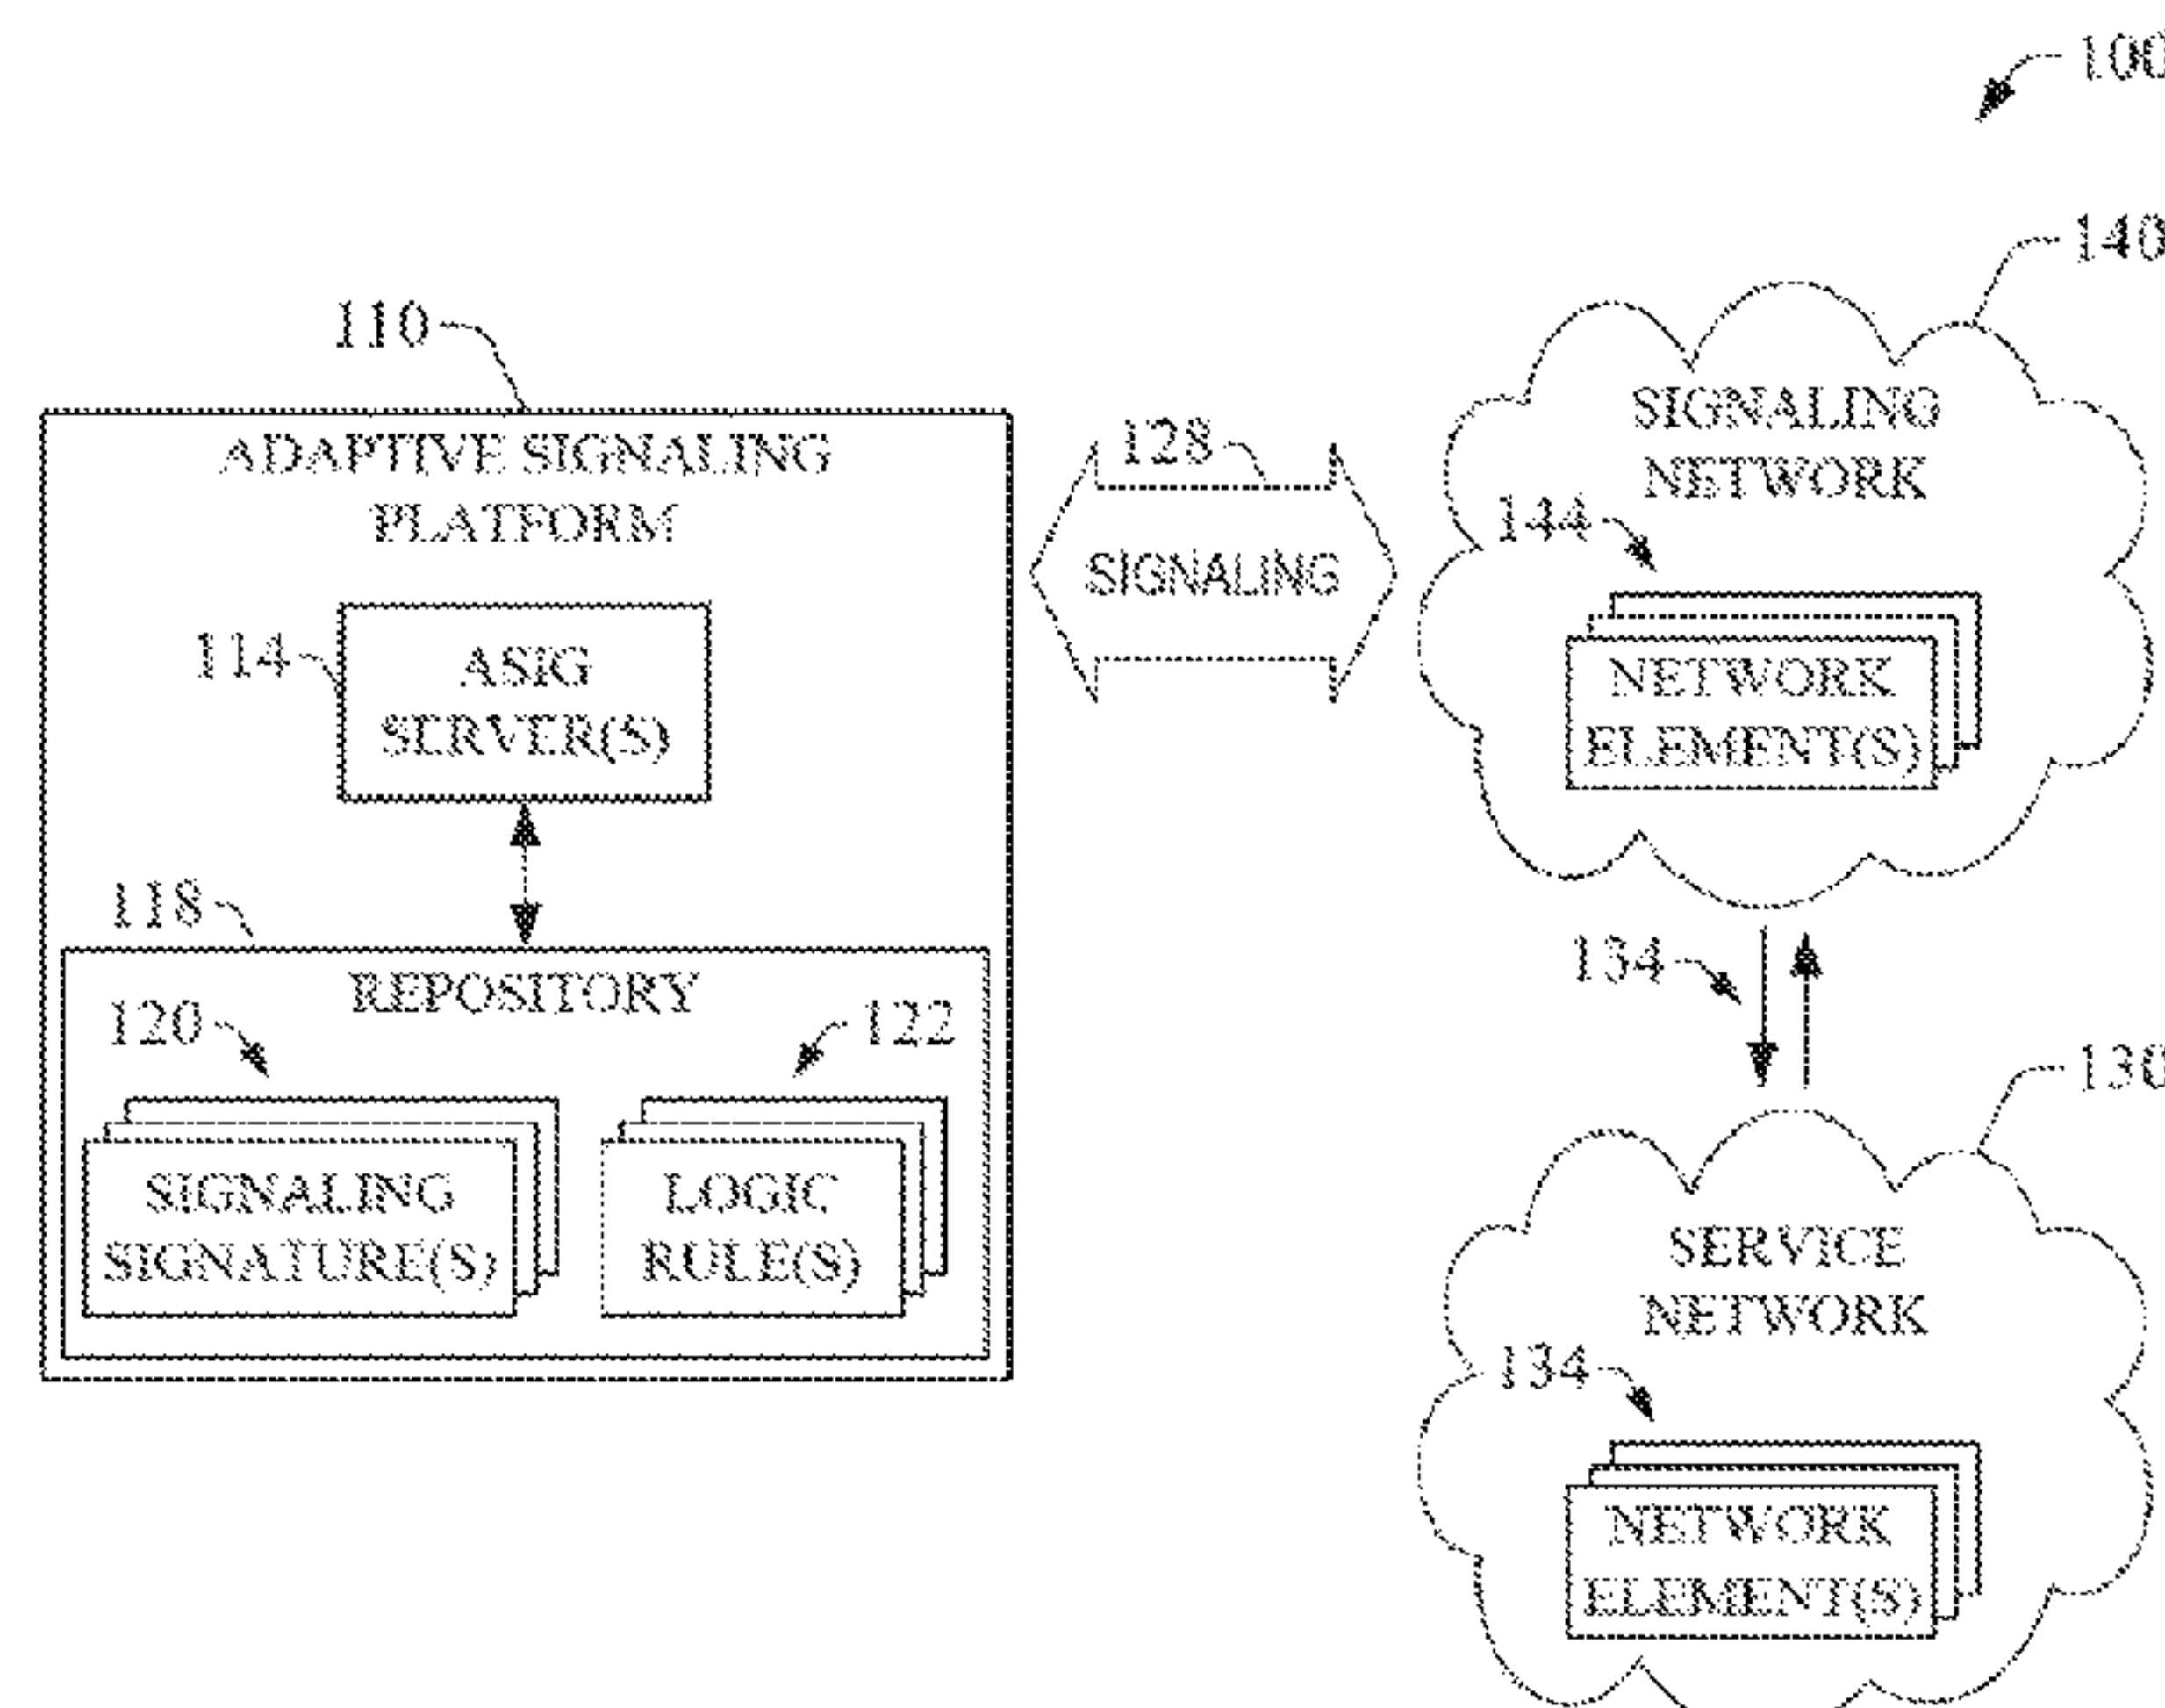 100
140
110
ADAPTIVE SIGNALING
PLATFORM
128
SIGNALING
SIGNALING
NETWORK
144
NETWORK
ELEMENT(S)
114
ASIG
SERVER(S)
118
REPOSITORY
120
122
SIGNALING
SIGNATURE(S)
LOGIC
RULE(S)
134
130
SERVICE
NETWORK
134
NETWORK
ELEMENT(S)